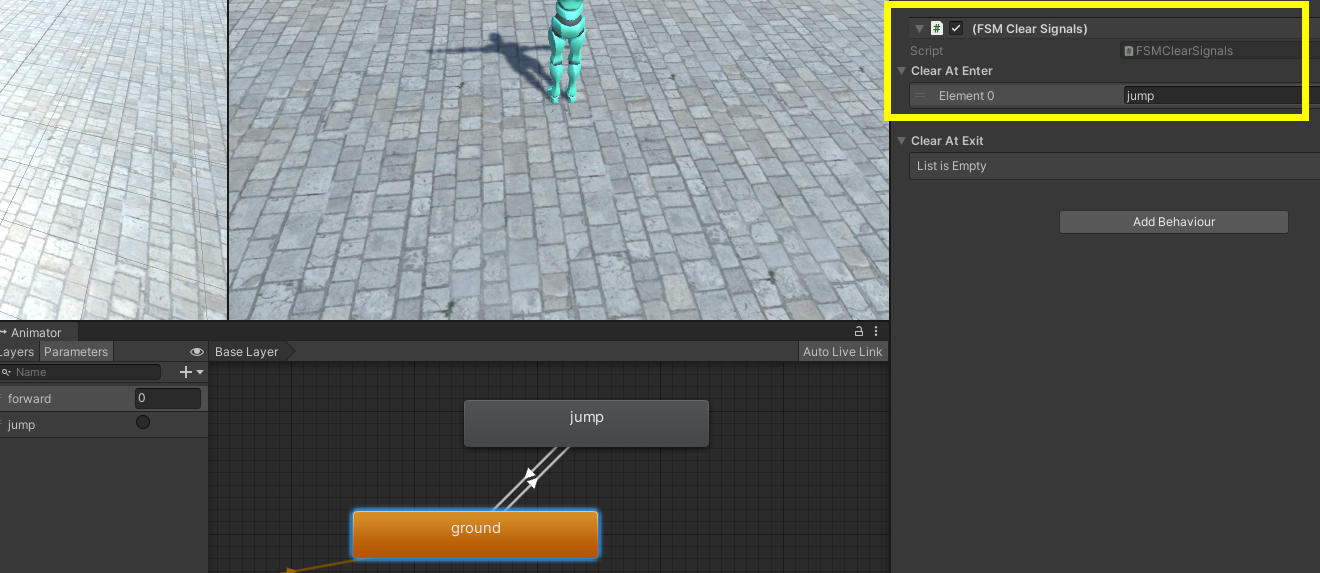 # (FSM Clear Signals)
Script # FSMClearSignals
Clear At Enter
Element 0 jump
Clear At Exit
List is Empty
Add Behaviour
Animator
ayers Parameters Base Layer Auto Live Link
Name
forward 0
jump
jump
ground